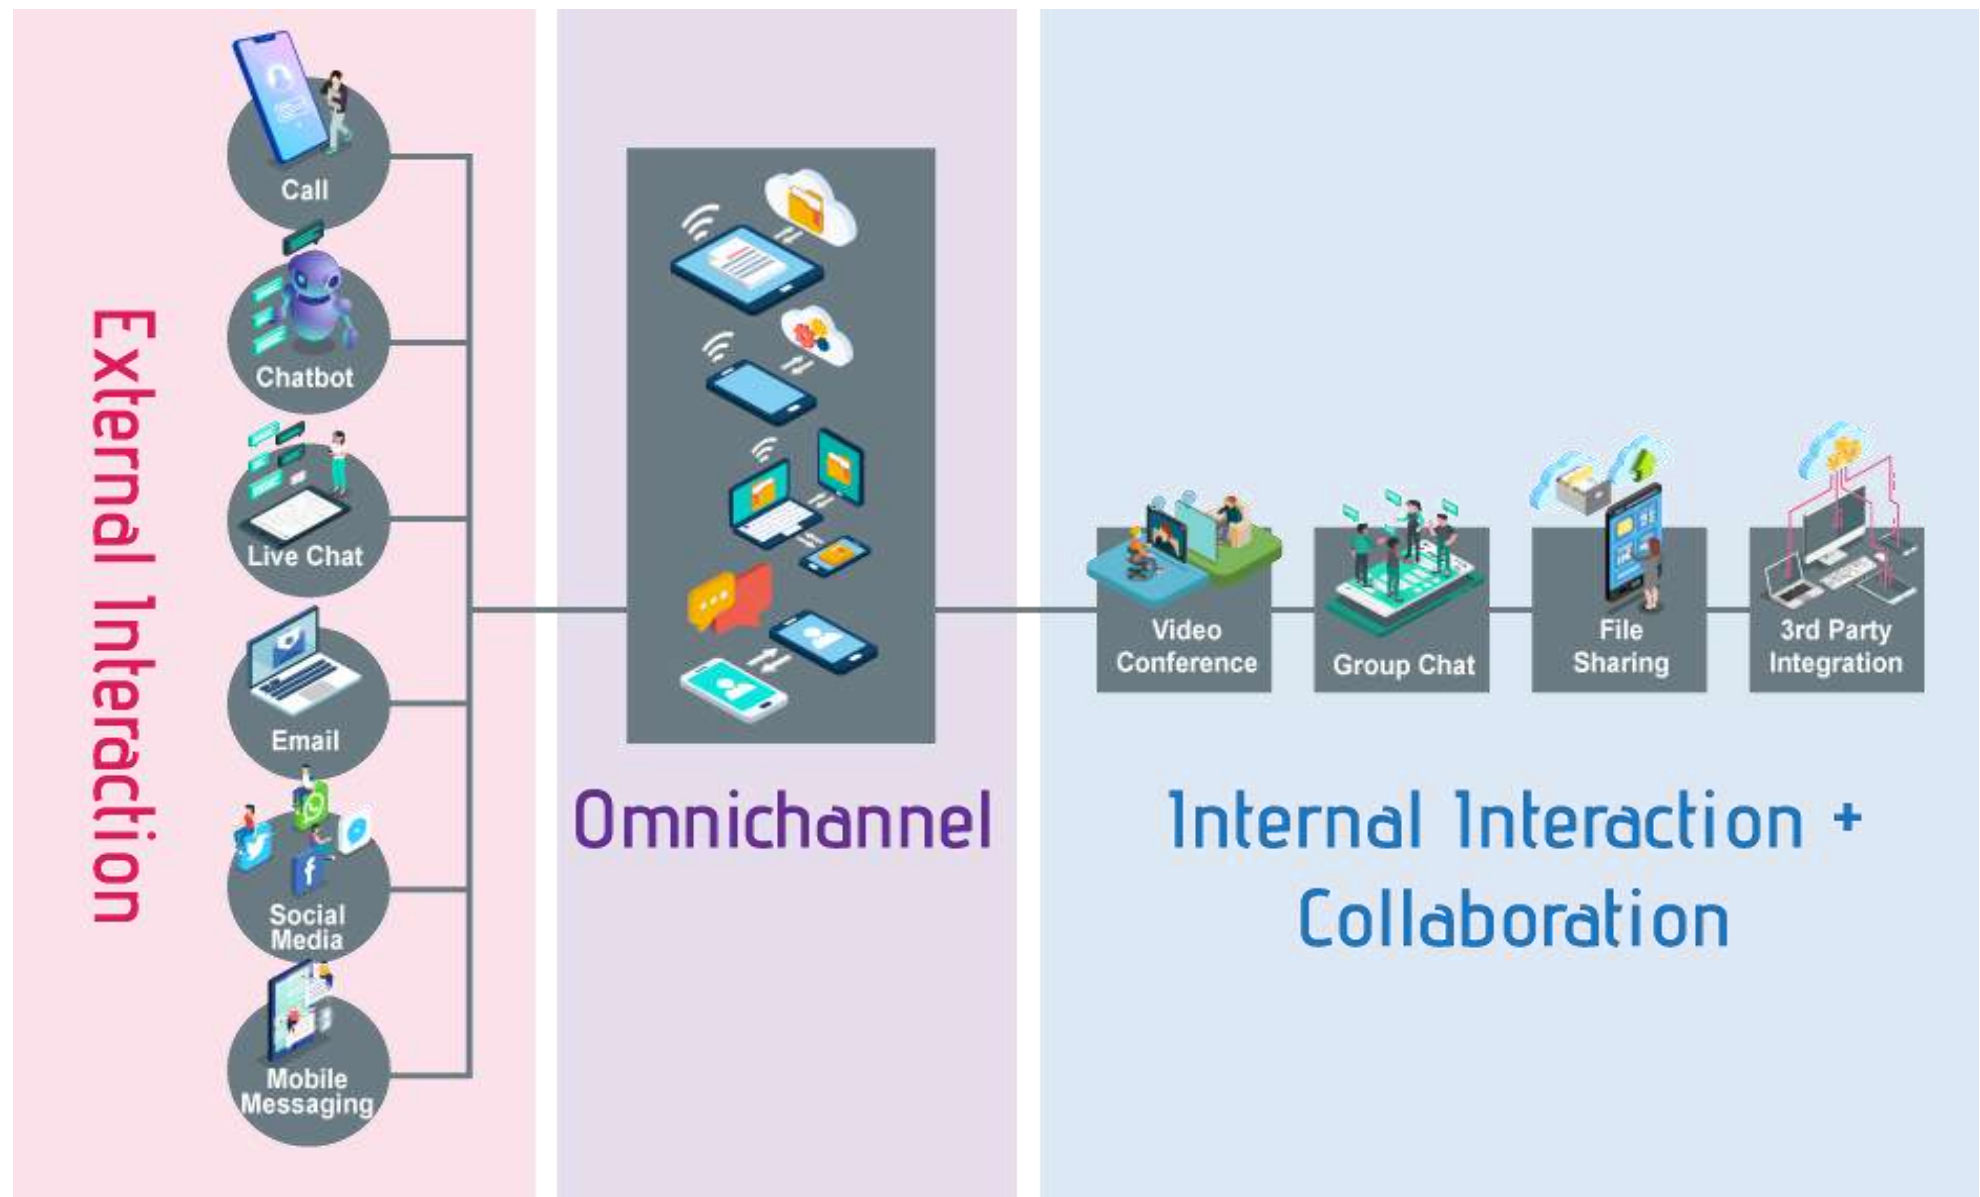 External Interaction
Call
Chatbot
Live Chat
Email
Social
Media
Mobile
Messaging
Omnichannel
Video
Conference
Group Chat
File
Sharing
3rd Party
Integration
Internal Interaction +
Collaboration